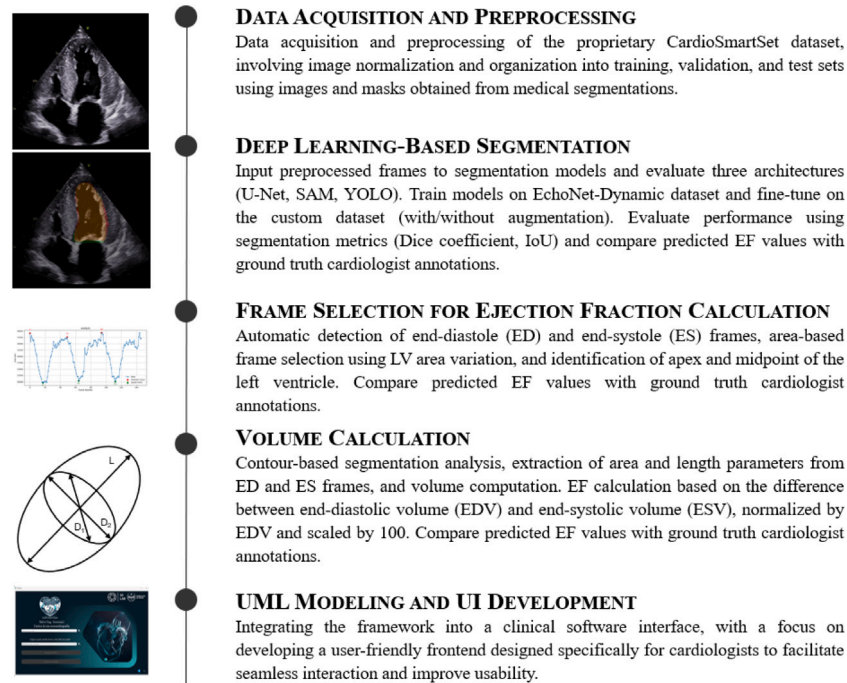 DATA ACQUISITION AND PREPROCESSING
Data acquisition and preprocessing of the proprietary CardioSmartSet dataset,
involving image normalization and organization into training, validation, and test sets
using images and masks obtained from medical segmentations.
DEEP LEARNING-BASED SEGMENTATION
Input preprocessed frames to segmentation models and evaluate three architectures
(U-Net, SAM, YOLO). Train models on EchoNet-Dynamic dataset and fine-tune on
the custom dataset (with/without augmentation). Evaluate performance using
segmentation metrics (Dice coefficient, IoU) and compare predicted EF values with
ground truth cardiologist annotations.
FRAME SELECTION FOR EJECTION FRACTION CALCULATION
Automatic detection of end-diastole (ED) and end-systole (ES) frames, area-based
frame selection using LV area variation, and identification of apex and midpoint of the
left ventricle. Compare predicted EF values with ground truth cardiologist
annotations.
VOLUME CALCULATION
Contour-based segmentation analysis, extraction of area and length parameters from
ED and ES frames, and volume computation. EF calculation based on the difference
between end-diastolic volume (EDV) and end-systolic volume (ESV), normalized by
EDV and scaled by 100. Compare predicted EF values with ground truth cardiologist
annotations.
L
D₁
D₂
UML MODELING AND UI DEVELOPMENT
Integrating the framework into a clinical software interface, with a focus on
developing a user-friendly frontend designed specifically for cardiologists to facilitate
seamless interaction and improve usability.